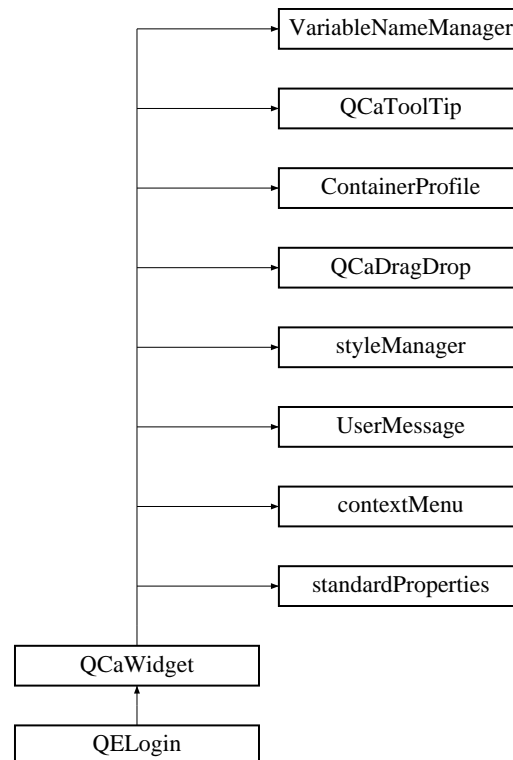 VariableNameManager
QCaToolTip
ContainerProfile
QCaDragDrop
styleManager
UserMessage
contextMenu
standardProperties
QCaWidget
QELogin